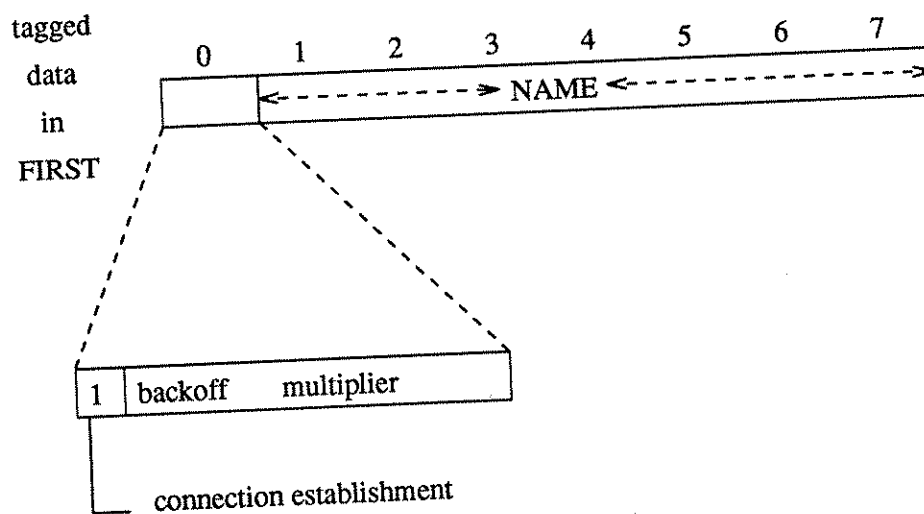 tagged
data
in
FIRST
0 1 2 3 4 5 6 7
NAME
1 backoff multiplier
connection establishment